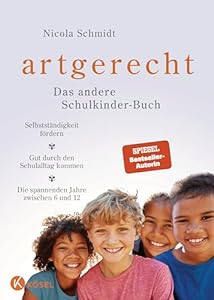 Nicola Schmidt
artgerecht
Das andere
Schulkinder-Buch
Selbstständigkeit
fördern
Gut durch den
Schulalltag kommen
Die spannenden Jahre
zwischen 6 und 12
SPIEGEL
Bestseller-
Autorin
KÖSEL